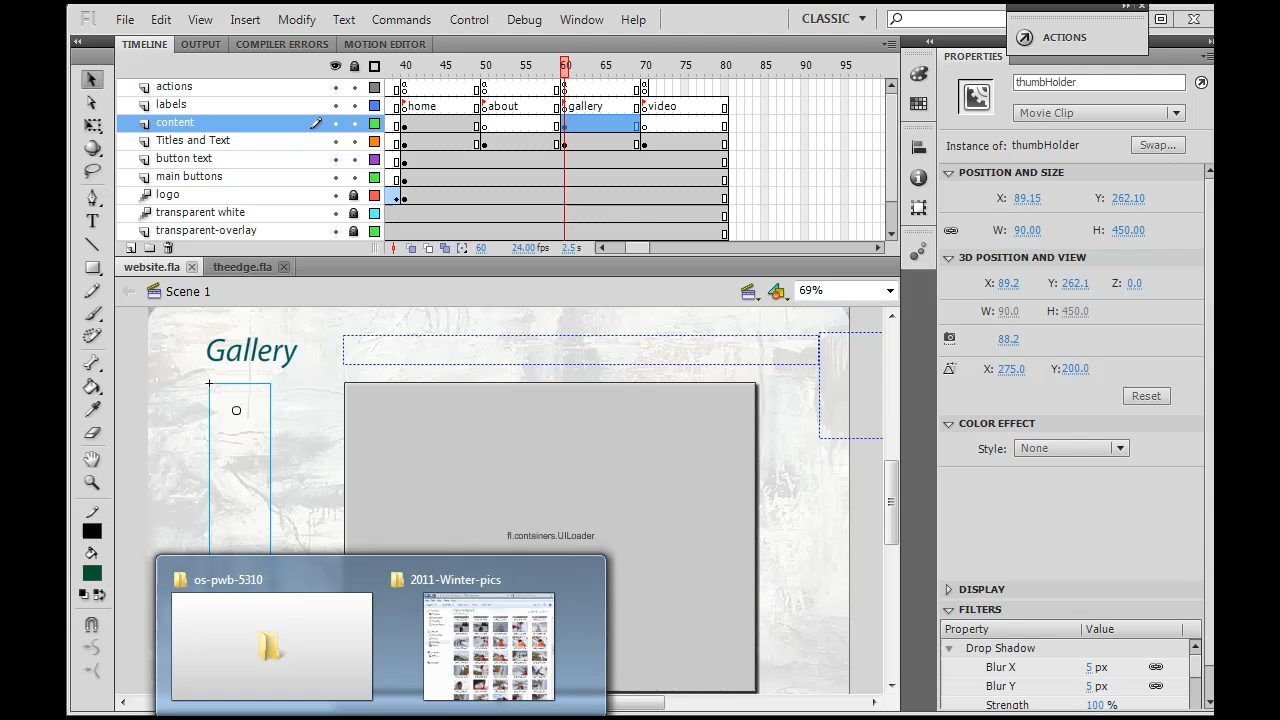 Fl File Edit View Insert Modify Text Commands Control Debug Window Help CLASSIC
ACTIONS
TIMELINE OUTPUT COMPILER ERRORS MOTION EDITOR
PROPERTIES
40 45 50 55 60 65 70 75 80 85 90 95
thumbHolder
actions
labels home about gallery video
Movie Clip
content
Titles and Text
Instance of: thumbHolder Swap...
button text
main buttons
POSITION AND SIZE
logo
X: 89.15 Y: 262.10
transparent white
transparent-overlay
W: 90.00 H: 450.00
60 24.00 fps 2.5 s
3D POSITION AND VIEW
website.fla theedge.fla
X: 89.2 Y: 262.1 Z: 0.0
Scene 1 69%
W: 90.0 H: 450.0
88.2
Gallery
X: 275.0 Y: 200.0
Reset
COLOR EFFECT
Style: None
fl.containers.UILoader
os-pwb-5310 2011-Winter-pics
DISPLAY
FILTERS
Property Value
Drop Shadow
Blur X 5 px
Blur Y 5 px
Strength 100 %